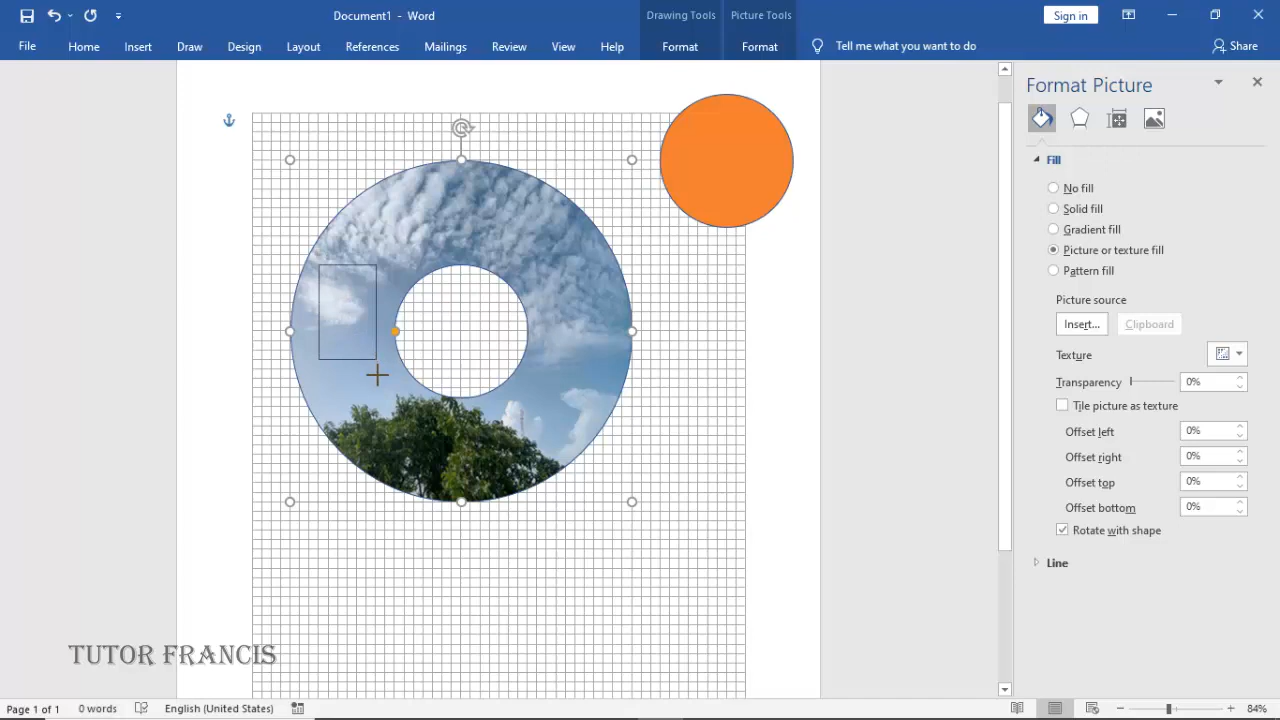 Document1 - Word
Drawing Tools
Picture Tools
Sign in
File
Home
Insert
Draw
Design
Layout
References
Mailings
Review
View
Help
Format
Format
Tell me what you want to do
Share
Format Picture
Fill
No fill
Solid fill
Gradient fill
Picture or texture fill
Pattern fill
Picture source
Insert...
Clipboard
Texture
Transparency
0%
Tile picture as texture
Offset left
0%
Offset right
0%
Offset top
0%
Offset bottom
0%
Rotate with shape
Line
TUTOR FRANCIS
Page 1 of 1
0 words
English (United States)
84%